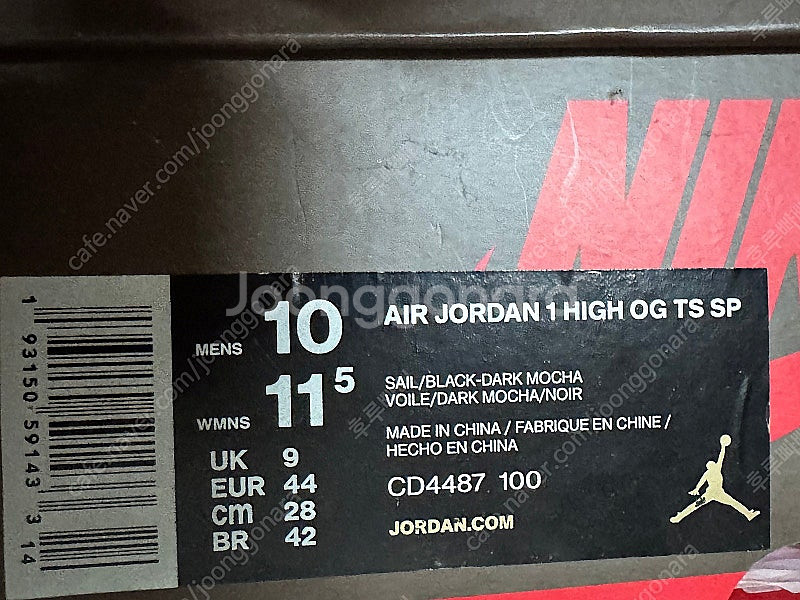 NIK
1 93150 59143 3 14
MENS 10
WMNS 11⁵
UK 9
EUR 44
cm 28
BR 42
AIR JORDAN 1 HIGH OG TS SP
SAIL/BLACK-DARK MOCHA
VOILE/DARK MOCHA/NOIR
MADE IN CHINA / FABRIQUE EN CHINE /
HECHO EN CHINA
CD4487 100
JORDAN.COM
Joonggonara
cafe.naver.com/joonggonara